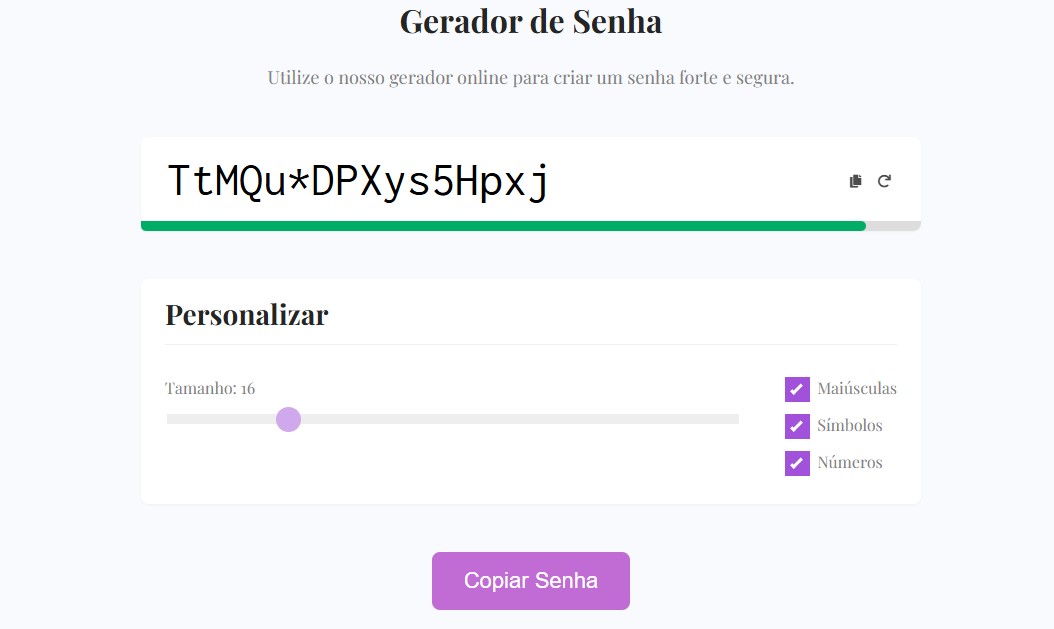 Gerador de Senha
Utilize o nosso gerador online para criar um senha forte e segura.
TtMQu*DPXys5Hpxj
Personalizar
Tamanho: 16
Maiúsculas
Símbolos
Números
Copiar Senha